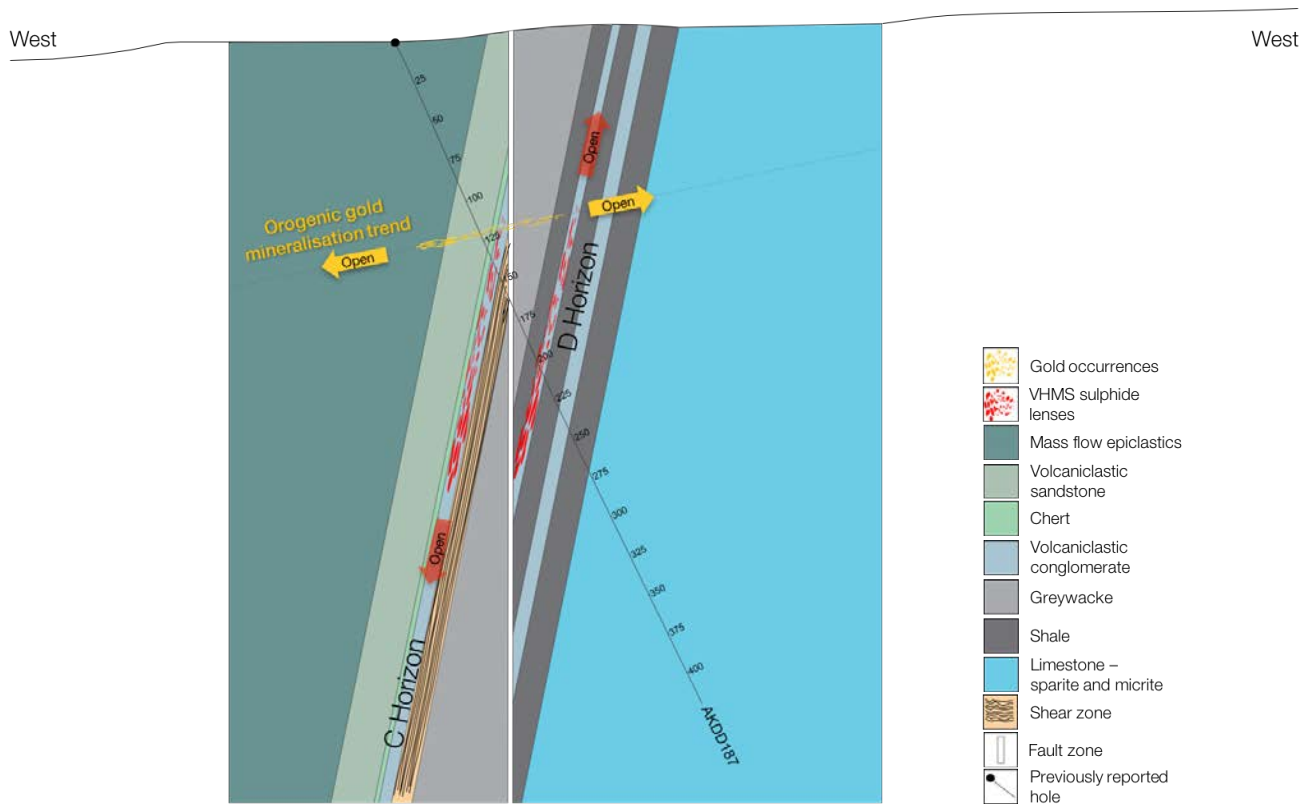 West
West
25
50
75
100
125
150
175
200
225
250
275
300
325
350
375
400
AKDD187
Orogenic gold
mineralisation trend
Open
Open
Open
Open
D Horizon
C Horizon
Gold occurrences
VHMS sulphide
lenses
Mass flow epiclastics
Volcaniclastic
sandstone
Chert
Volcaniclastic
conglomerate
Greywacke
Shale
Limestone –
sparite and micrite
Shear zone
Fault zone
Previously reported
hole